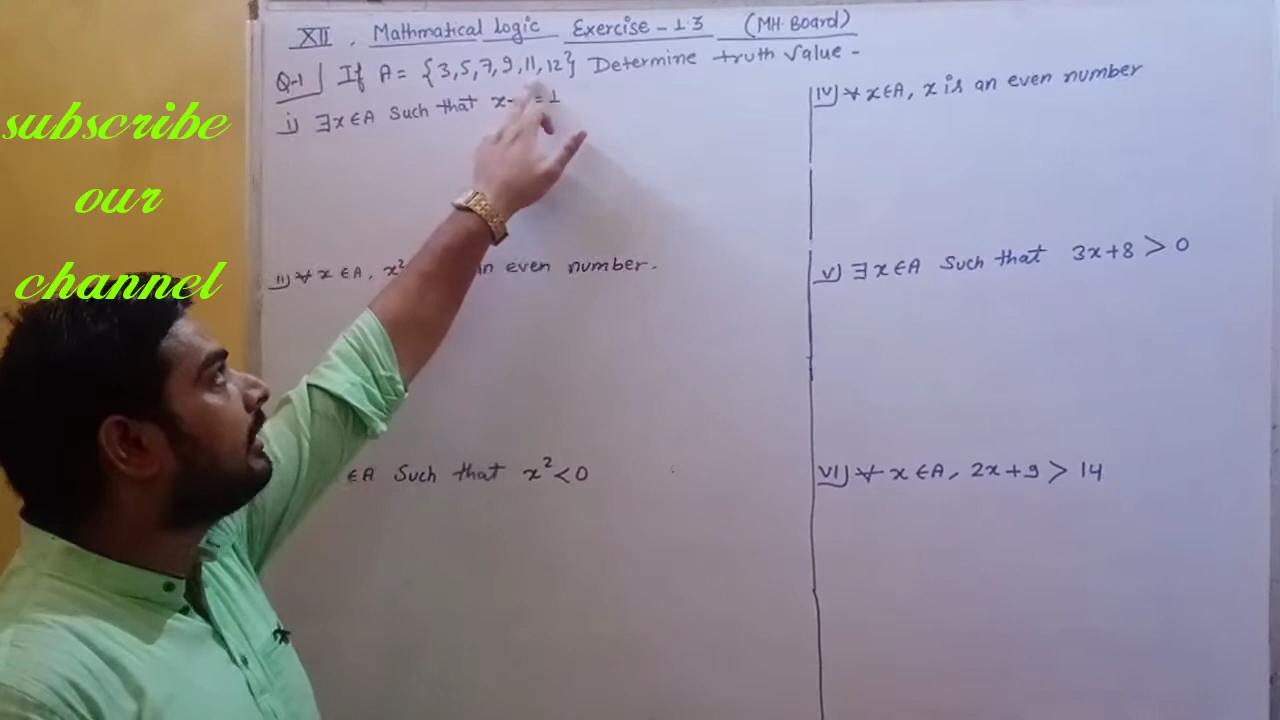 subscribe
our
channel
XII . Mathmatical Logic Exercise - 1.3 (MH. Board)
Q-1 If A = {3,5,7,9,11,12} Determine truth Value -
i) ∃x∈A Such that x- =1
ii) ∀ x ∈A, x² an even number.
∈A Such that x²<0
iv) ∀ x∈A, x is an even number
v) ∃ x∈A Such that 3x+8 > 0
vi) ∀ x∈A, 2x+9 > 14